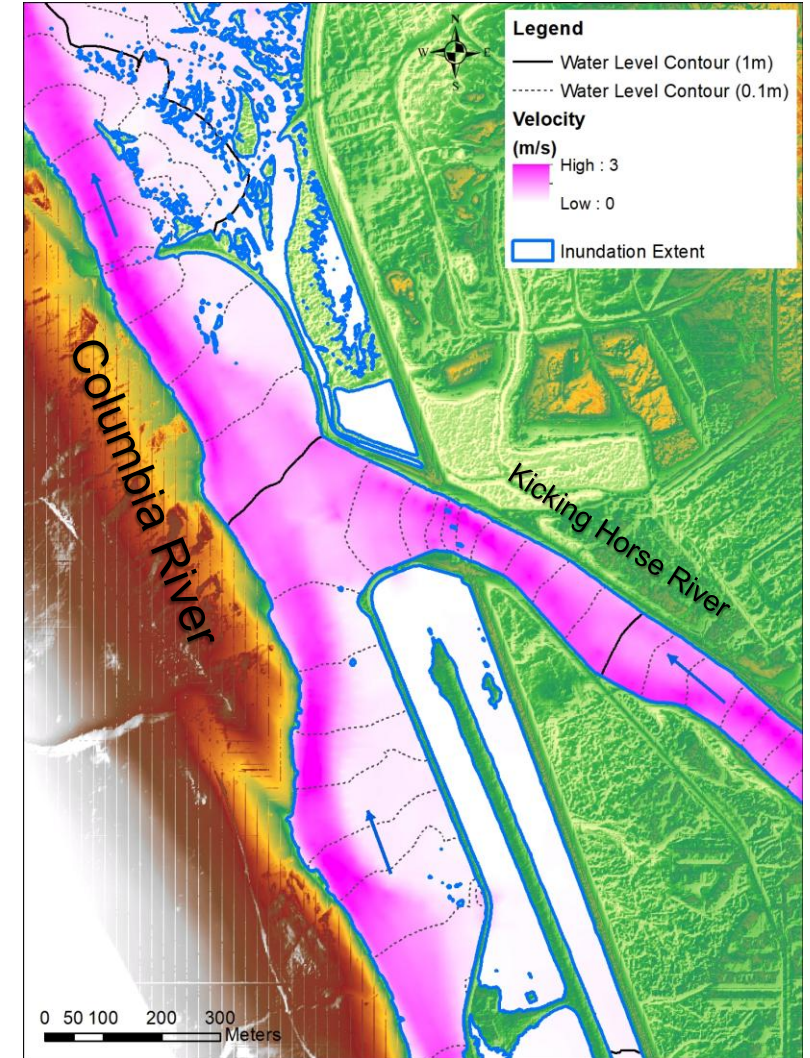 N
W E
S
Legend
Water Level Contour (1m)
Water Level Contour (0.1m)
Velocity
(m/s)
High : 3
Low : 0
Inundation Extent
Columbia River
Kicking Horse River
0 50 100 200 300
Meters